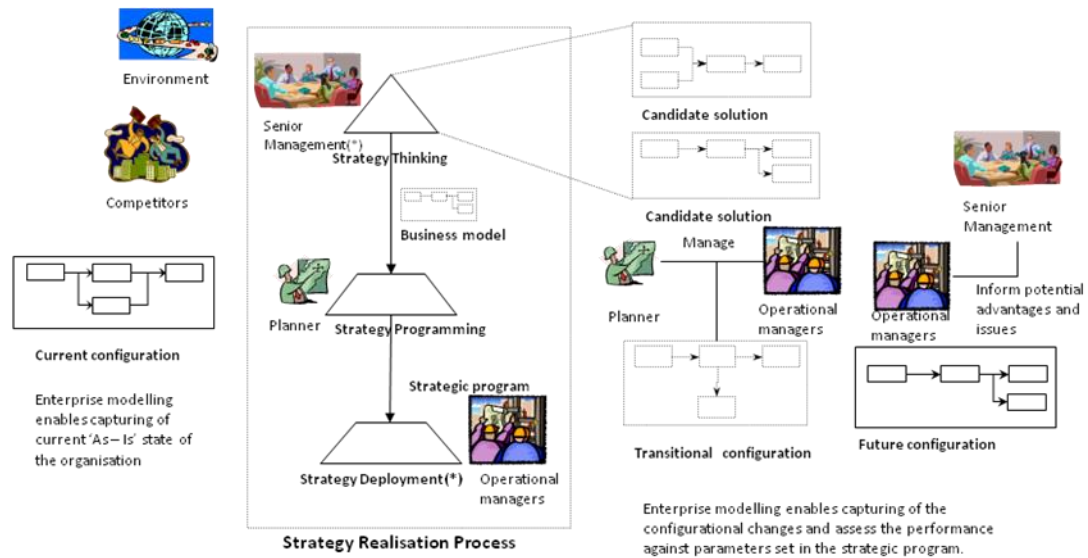 Environment
Competitors
Current configuration
Enterprise modelling
enables capturing of
current ‘As – Is’ state of
the organisation
Senior
Management(*)
Strategy Thinking
Business model
Planner
Strategy Programming
Strategic program
Strategy Deployment(*)
Operational
managers
Strategy Realisation Process
Candidate solution
Candidate solution
Manage
Planner
Operational
managers
Transitional configuration
Senior
Management
Operational
managers
Inform potential
advantages and
issues
Future configuration
Enterprise modelling enables capturing of the
configurational changes and assess the performance
against parameters set in the strategic program.